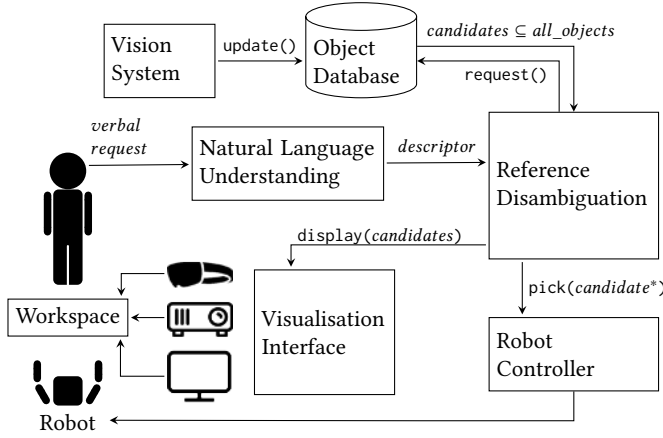 Vision
System
update()
Object
Database
candidates ⊆ all_objects
request()
verbal
request
Natural Language
Understanding
descriptor
Reference
Disambiguation
display(candidates)
pick(candidate*)
Workspace
Visualisation
Interface
Robot
Controller
Robot